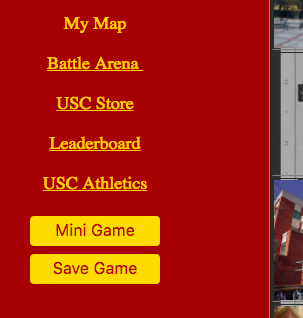 My Map
Battle Arena
USC Store
Leaderboard
USC Athletics
Mini Game
Save Game